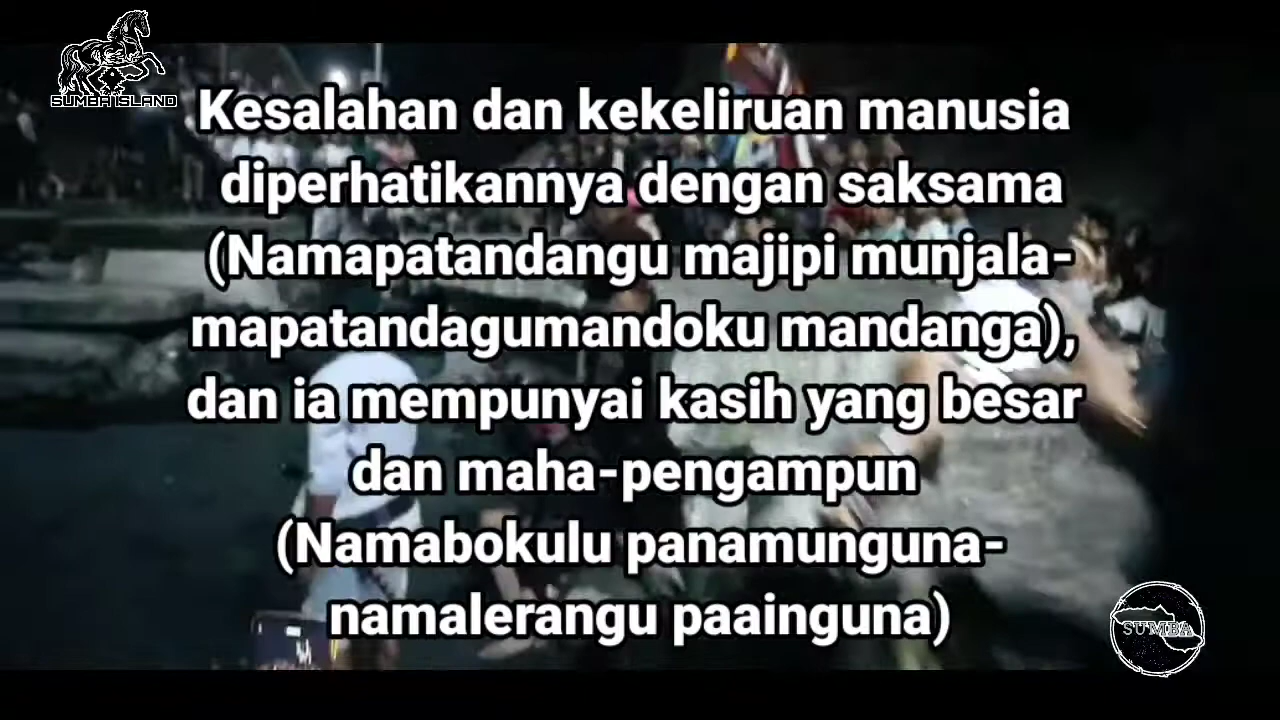 SUMBA ISLAND
Kesalahan dan kekeliruan manusia
diperhatikannya dengan saksama
(Namapatandangu majipi munjala-
mapatandagumandoku mandanga),
dan ia mempunyai kasih yang besar
dan maha-pengampun
(Namabokulu panamunguna-
namalerangu paainguna)
SUMBA